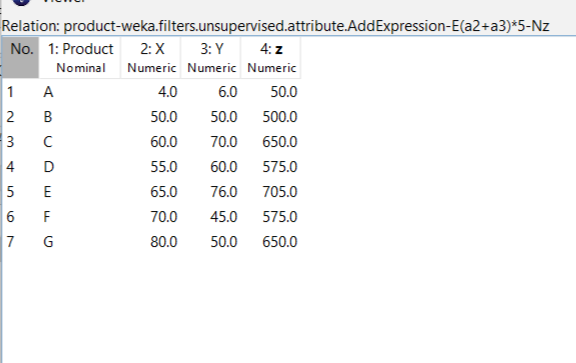 Viewer
Relation: product-weka.filters.unsupervised.attribute.AddExpression-E(a2+a3)*5-Nz
No. 1: Product 2: X 3: Y 4: z
Nominal Numeric Numeric Numeric
1 A 4.0 6.0 50.0
2 B 50.0 50.0 500.0
3 C 60.0 70.0 650.0
4 D 55.0 60.0 575.0
5 E 65.0 76.0 705.0
6 F 70.0 45.0 575.0
7 G 80.0 50.0 650.0